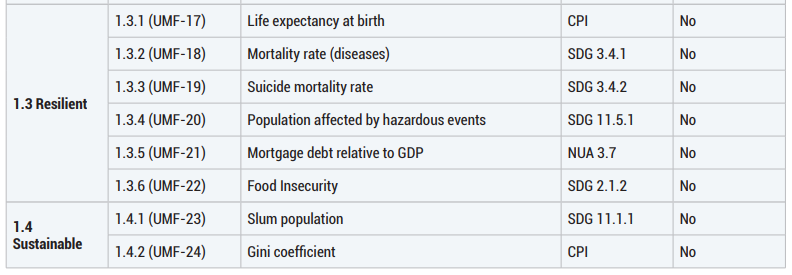 1.3 Resilient
1.3.1 (UMF-17) Life expectancy at birth CPI No
1.3.2 (UMF-18) Mortality rate (diseases) SDG 3.4.1 No
1.3.3 (UMF-19) Suicide mortality rate SDG 3.4.2 No
1.3.4 (UMF-20) Population affected by hazardous events SDG 11.5.1 No
1.3.5 (UMF-21) Mortgage debt relative to GDP NUA 3.7 No
1.3.6 (UMF-22) Food Insecurity SDG 2.1.2 No
1.4
Sustainable
1.4.1 (UMF-23) Slum population SDG 11.1.1 No
1.4.2 (UMF-24) Gini coefficient CPI No